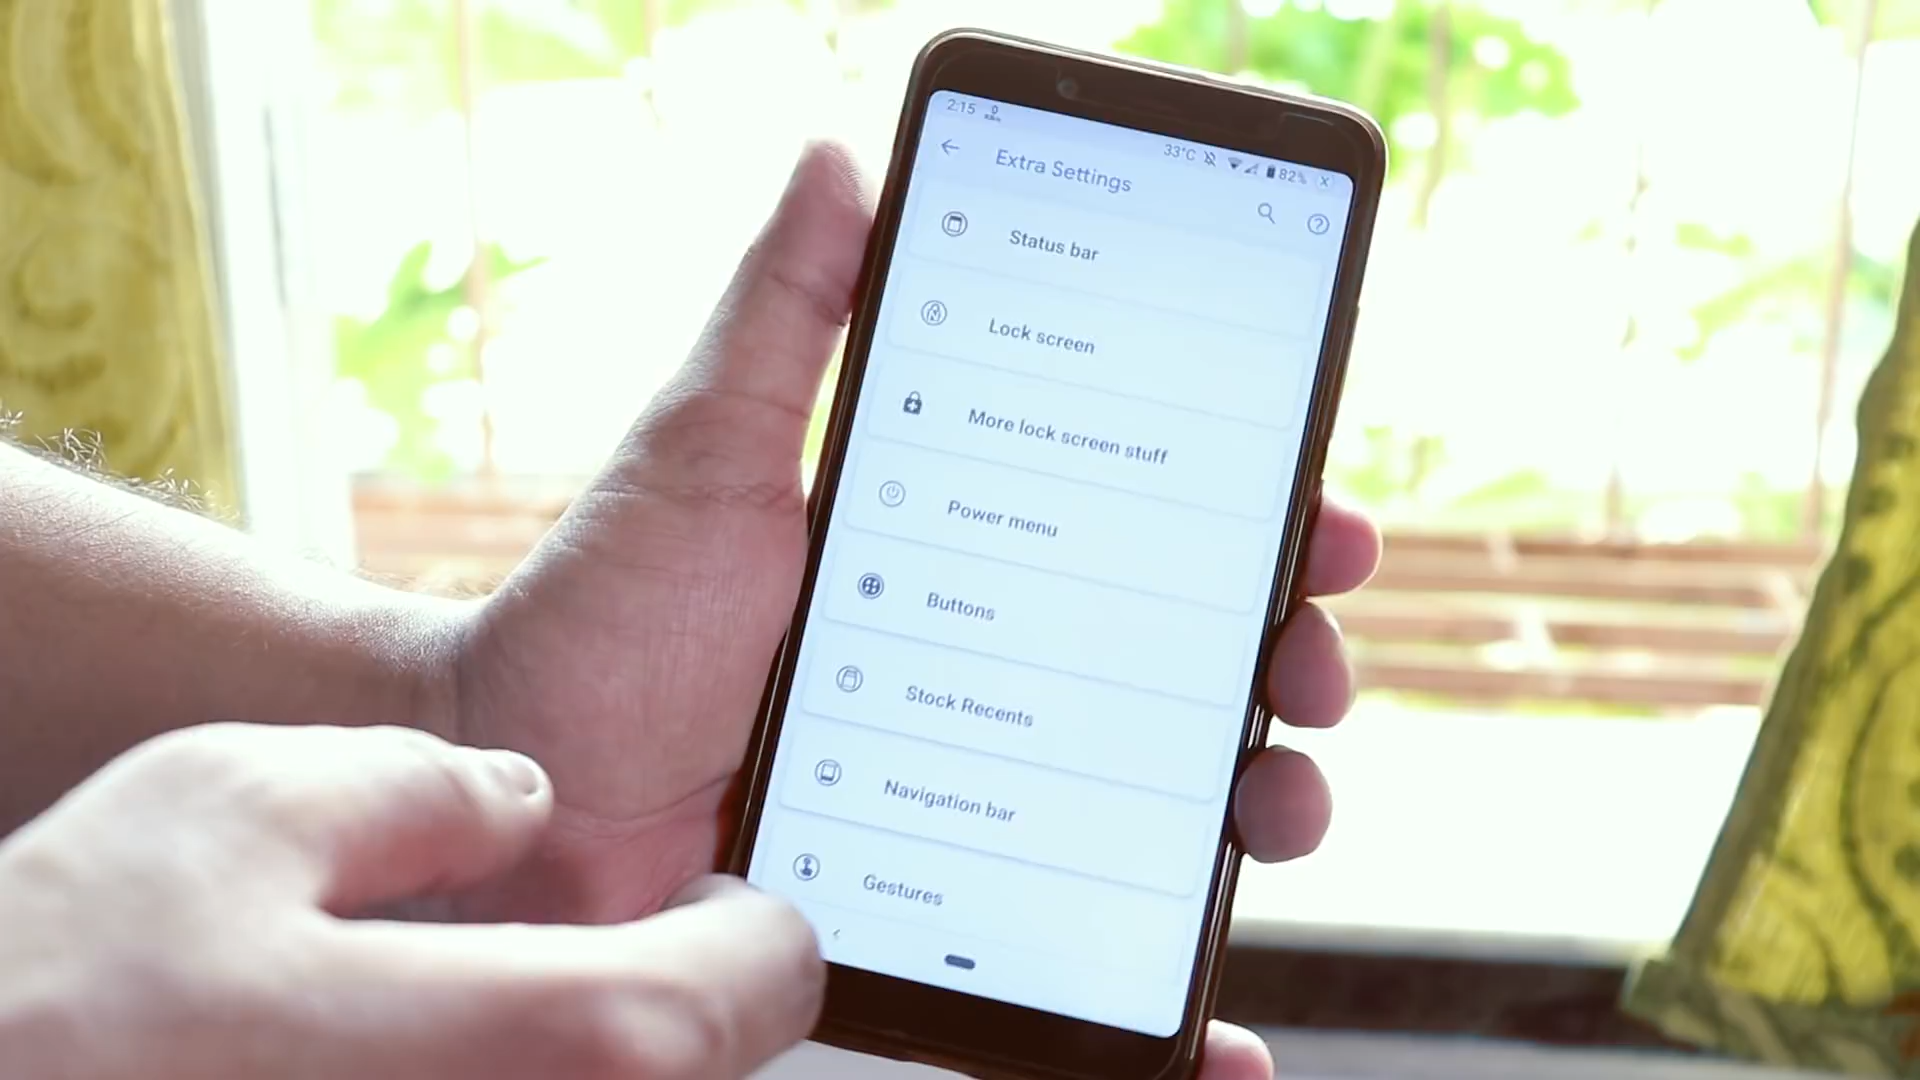 2:15
33°C 82%
Extra Settings
Status bar
Lock screen
More lock screen stuff
Power menu
Buttons
Stock Recents
Navigation bar
Gestures